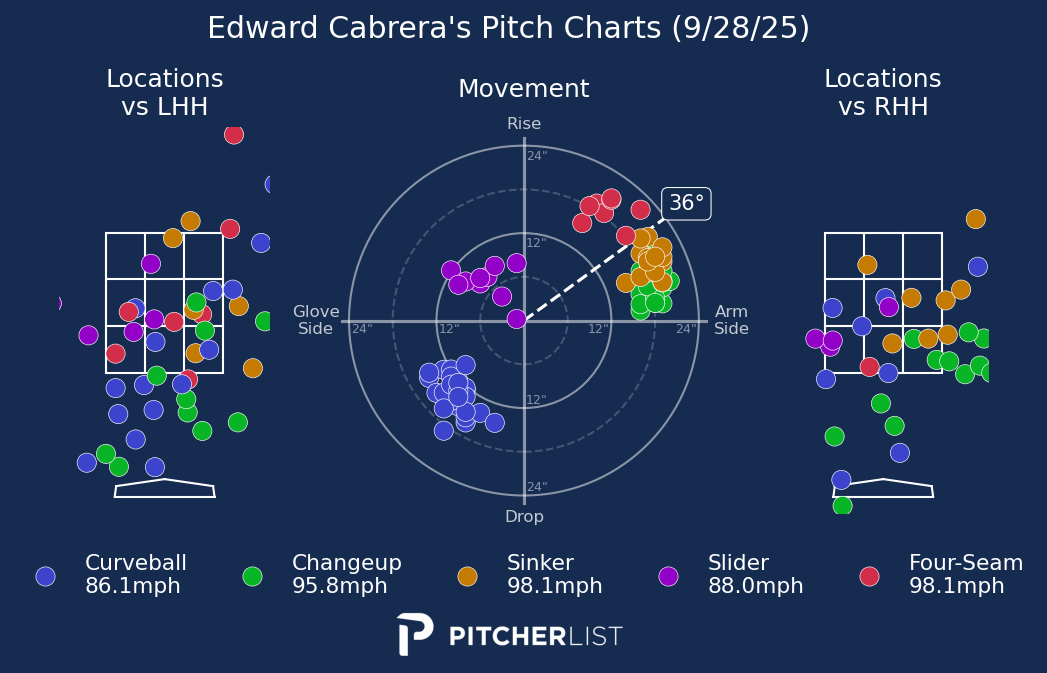 Edward Cabrera's Pitch Charts (9/28/25)
Locations
vs LHH
Movement
Locations
vs RHH
Rise
24"
36°
12"
Glove
Side
24"
12"
12"
24"
Arm
Side
12"
24"
Drop
Curveball
86.1mph
Changeup
95.8mph
Sinker
98.1mph
Slider
88.0mph
Four-Seam
98.1mph
PITCHERLIST